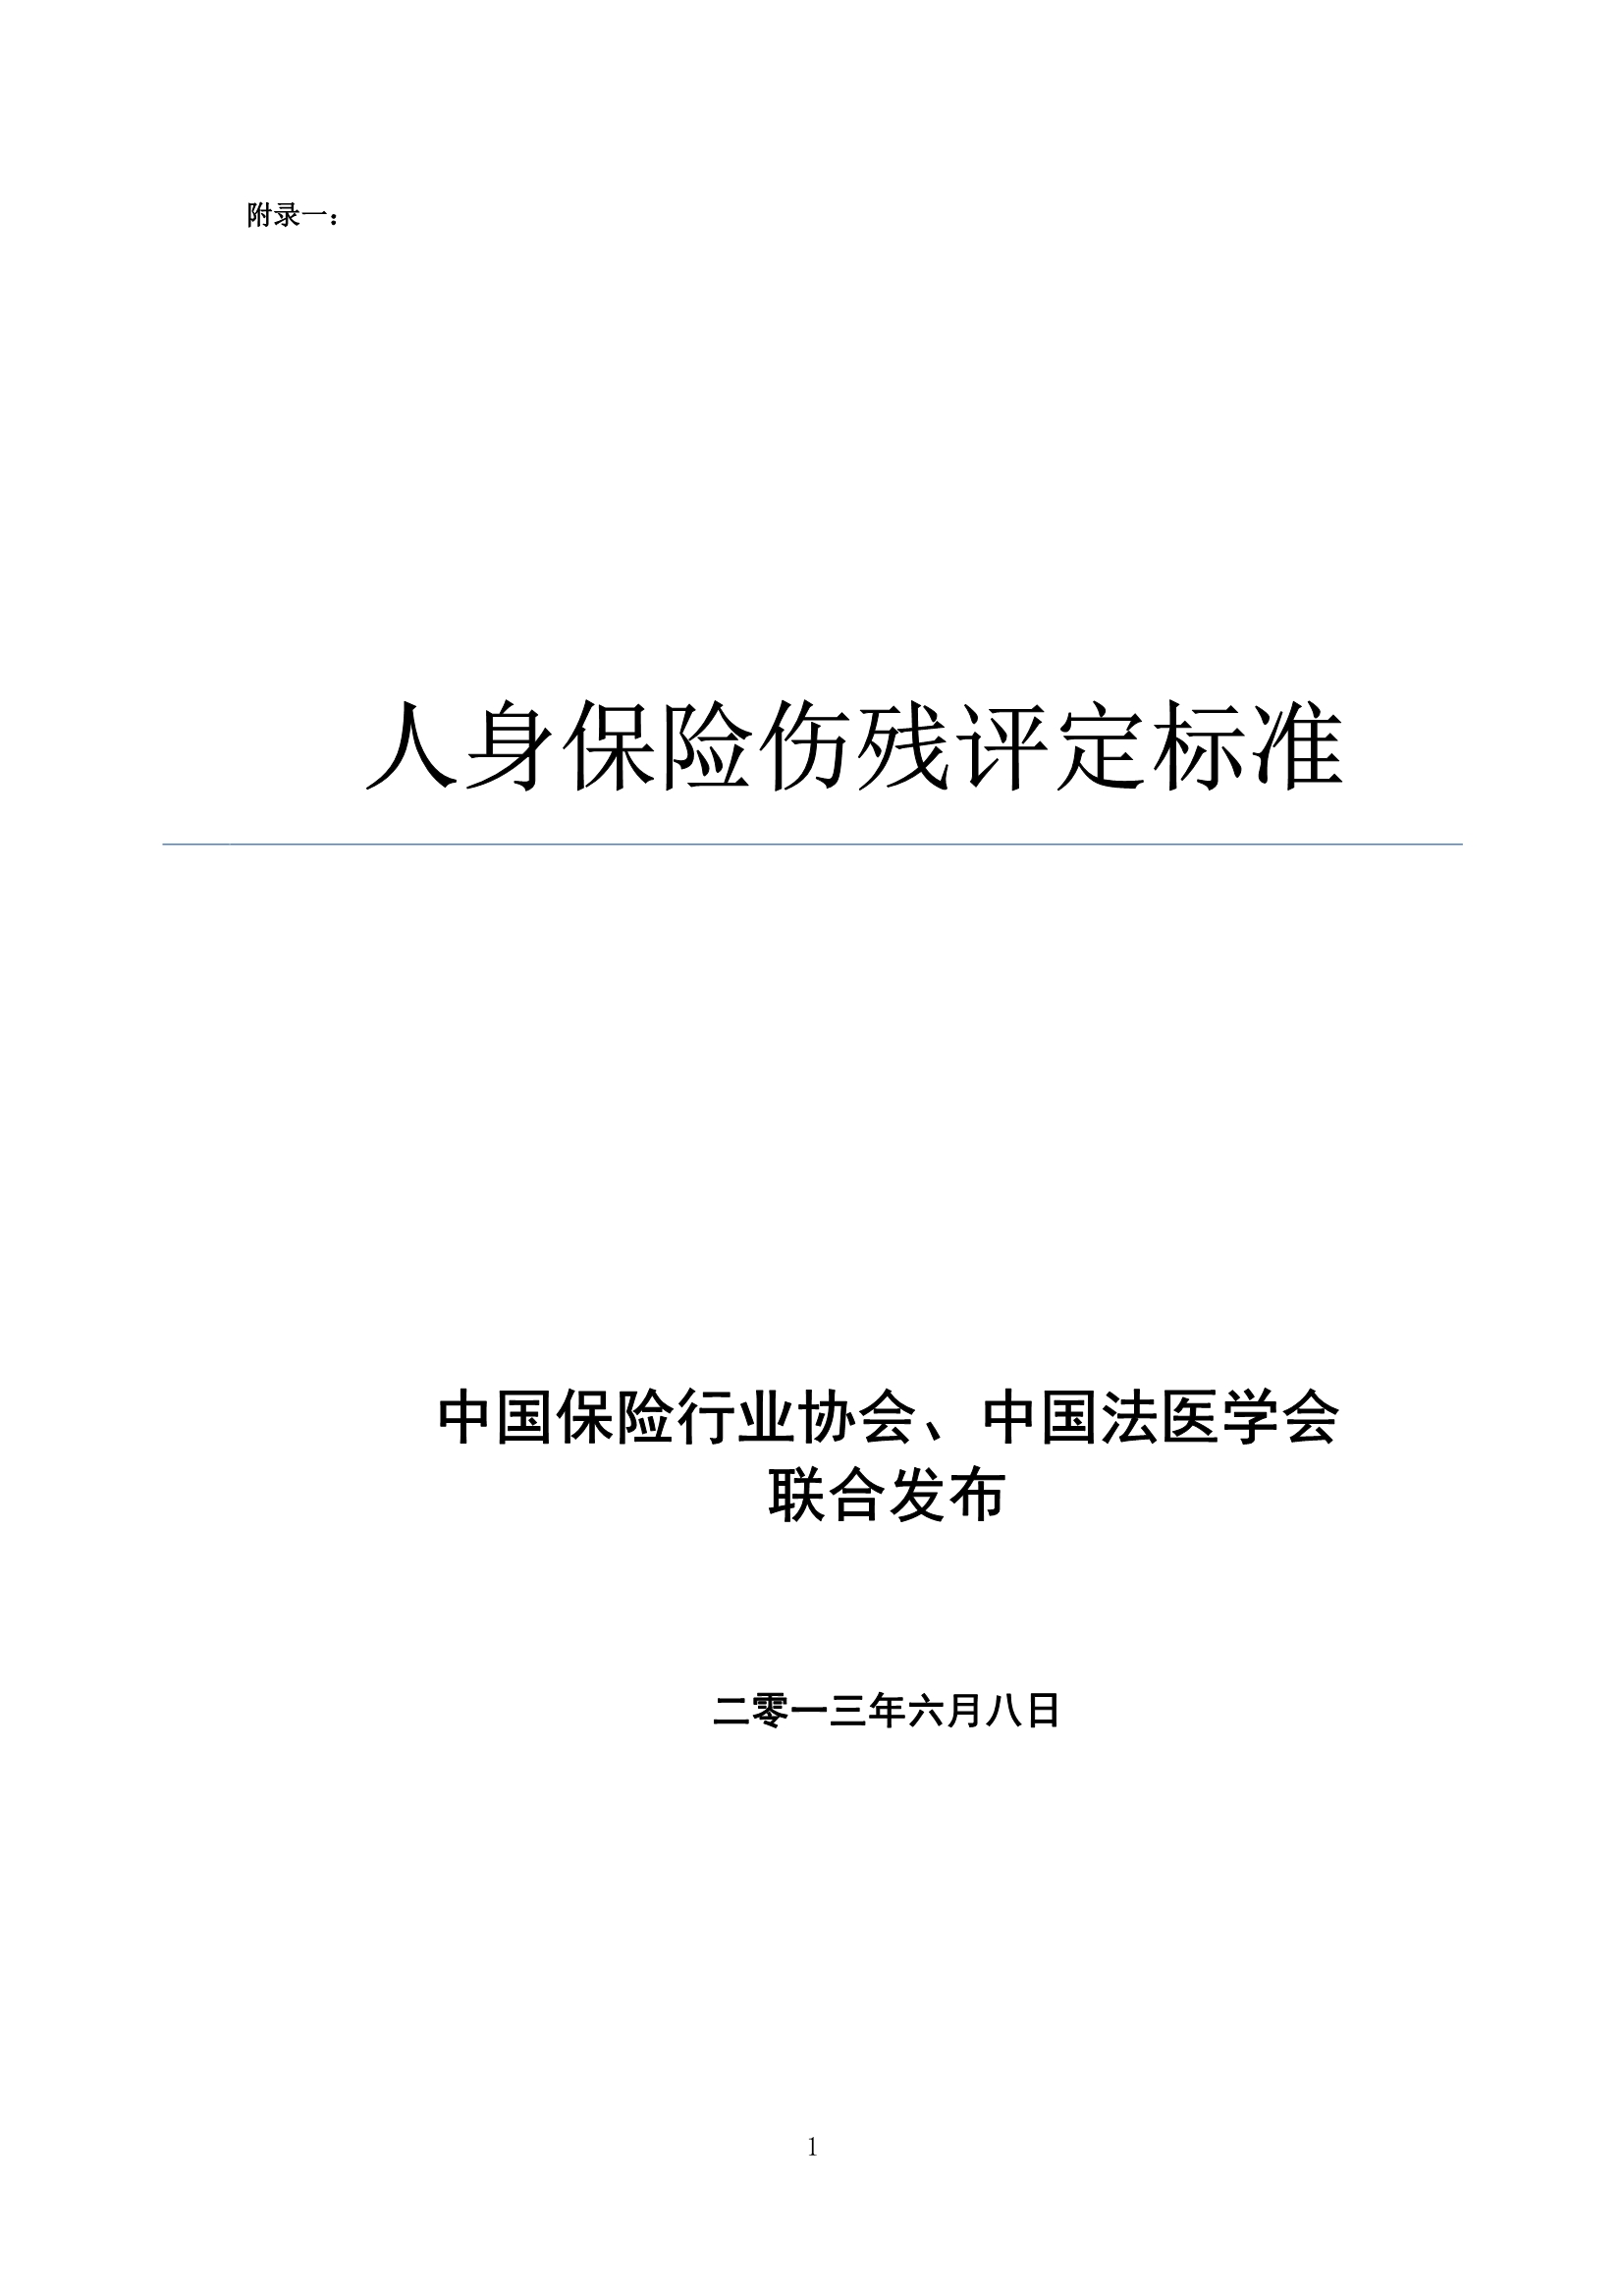 附录一：
人身保险伤残评定标准
中国保险行业协会、中国法医学会
联合发布
二零一三年六月八日
1